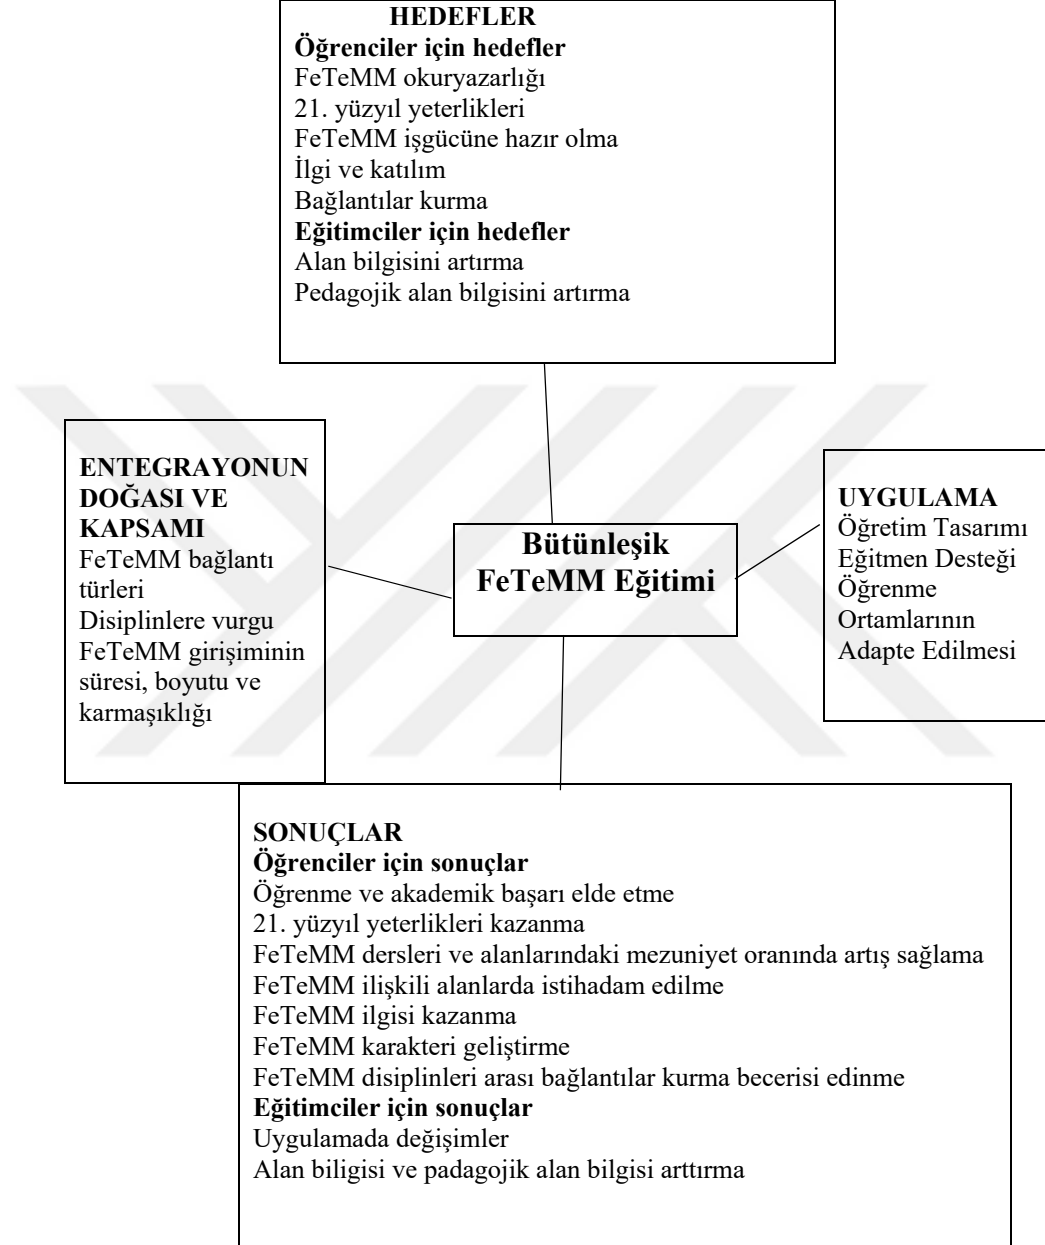 HEDEFLER
Öğrenciler için hedefler
FeTeMM okuryazarlığı
21. yüzyıl yeterlikleri
FeTeMM işgücüne hazır olma
İlgi ve katılım
Bağlantılar kurma
Eğitimciler için hedefler
Alan bilgisini artırma
Pedagojik alan bilgisini artırma
ENTEGRAYONUN
DOĞASI VE
KAPSAMI
FeTeMM bağlantı
türleri
Disiplinlere vurgu
FeTeMM girişiminin
süresi, boyutu ve
karmaşıklığı
Bütünleşik
FeTeMM Eğitimi
UYGULAMA
Öğretim Tasarımı
Eğitmen Desteği
Öğrenme
Ortamlarının
Adapte Edilmesi
SONUÇLAR
Öğrenciler için sonuçlar
Öğrenme ve akademik başarı elde etme
21. yüzyıl yeterlikleri kazanma
FeTeMM dersleri ve alanlarındaki mezuniyet oranında artış sağlama
FeTeMM ilişkili alanlarda istihadam edilme
FeTeMM ilgisi kazanma
FeTeMM karakteri geliştirme
FeTeMM disiplinleri arası bağlantılar kurma becerisi edinme
Eğitimciler için sonuçlar
Uygulamada değişimler
Alan biligisi ve padagojik alan bilgisi arttırma